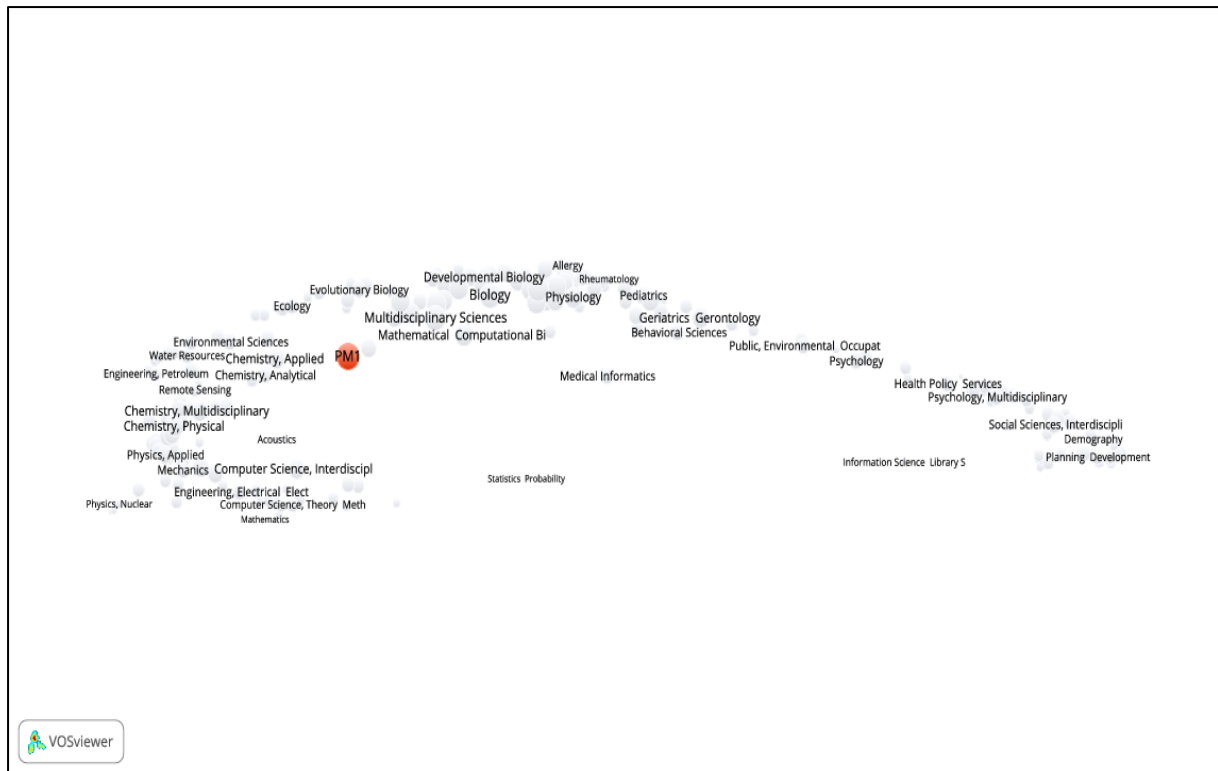 Allergy
Developmental Biology
Rheumatology
Evolutionary Biology
Biology
Physiology
Pediatrics
Ecology
Multidisciplinary Sciences
Geriatrics Gerontology
Mathematical Computational Bi
Behavioral Sciences
Environmental Sciences
Public, Environmental Occupat
Water Resources
Chemistry, Applied
PM1
Psychology
Engineering, Petroleum
Chemistry, Analytical
Medical Informatics
Health Policy Services
Remote Sensing
Psychology, Multidisciplinary
Chemistry, Multidisciplinary
Chemistry, Physical
Social Sciences, Interdiscipli
Acoustics
Demography
Physics, Applied
Planning Development
Information Science Library S
Mechanics
Computer Science, Interdiscipl
Statistics Probability
Engineering, Electrical Elect
Physics, Nuclear
Computer Science, Theory Meth
Mathematics
VOSviewer